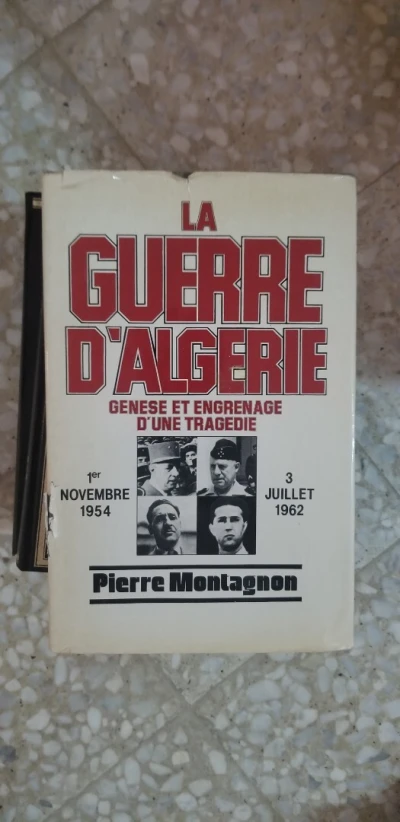 LA
GUERRE
D'ALGERIE
GENESE ET ENGRENAGE
D'UNE TRAGEDIE
1er
NOVEMBRE
1954
3
JUILLET
1962
Pierre Montagnon